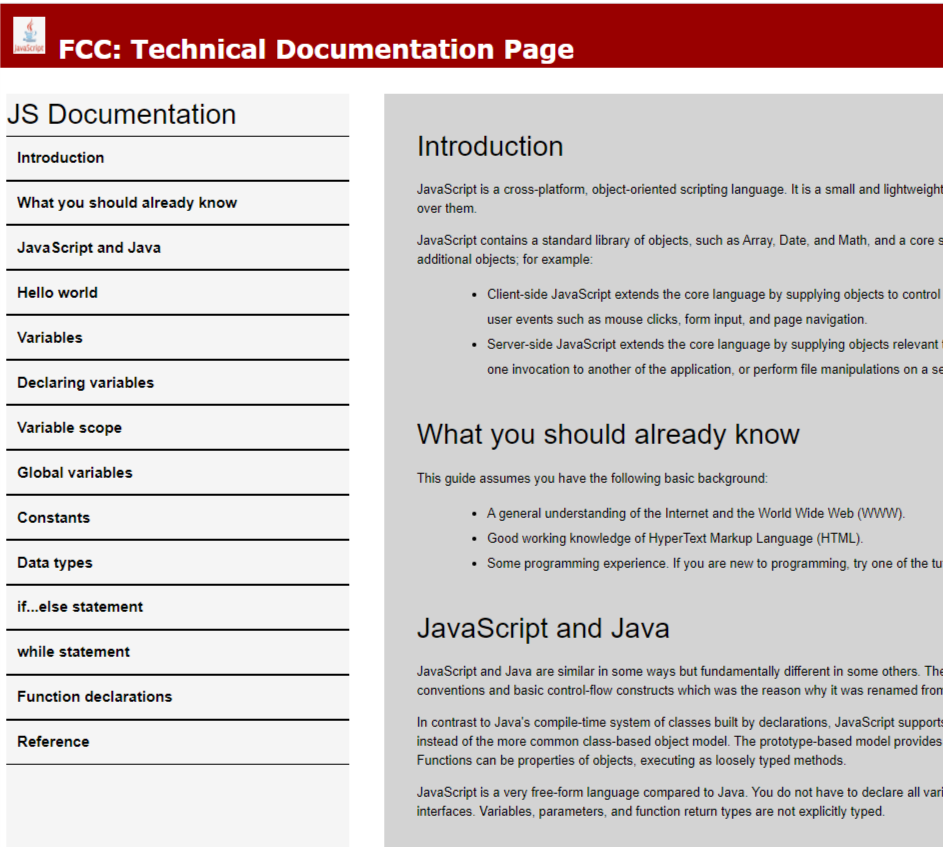 JavaScript
FCC: Technical Documentation Page
JS Documentation
Introduction
What you should already know
JavaScript and Java
Hello world
Variables
Declaring variables
Variable scope
Global variables
Constants
Data types
if...else statement
while statement
Function declarations
Reference
Introduction
JavaScript is a cross-platform, object-oriented scripting language. It is a small and lightweight
over them.
JavaScript contains a standard library of objects, such as Array, Date, and Math, and a core s
additional objects; for example:
• Client-side JavaScript extends the core language by supplying objects to control
user events such as mouse clicks, form input, and page navigation.
• Server-side JavaScript extends the core language by supplying objects relevant t
one invocation to another of the application, or perform file manipulations on a se
What you should already know
This guide assumes you have the following basic background:
• A general understanding of the Internet and the World Wide Web (WWW).
• Good working knowledge of HyperText Markup Language (HTML).
• Some programming experience. If you are new to programming, try one of the tu
JavaScript and Java
JavaScript and Java are similar in some ways but fundamentally different in some others. The
conventions and basic control-flow constructs which was the reason why it was renamed from
In contrast to Java's compile-time system of classes built by declarations, JavaScript supports
instead of the more common class-based object model. The prototype-based model provides
Functions can be properties of objects, executing as loosely typed methods.
JavaScript is a very free-form language compared to Java. You do not have to declare all vari
interfaces. Variables, parameters, and function return types are not explicitly typed.